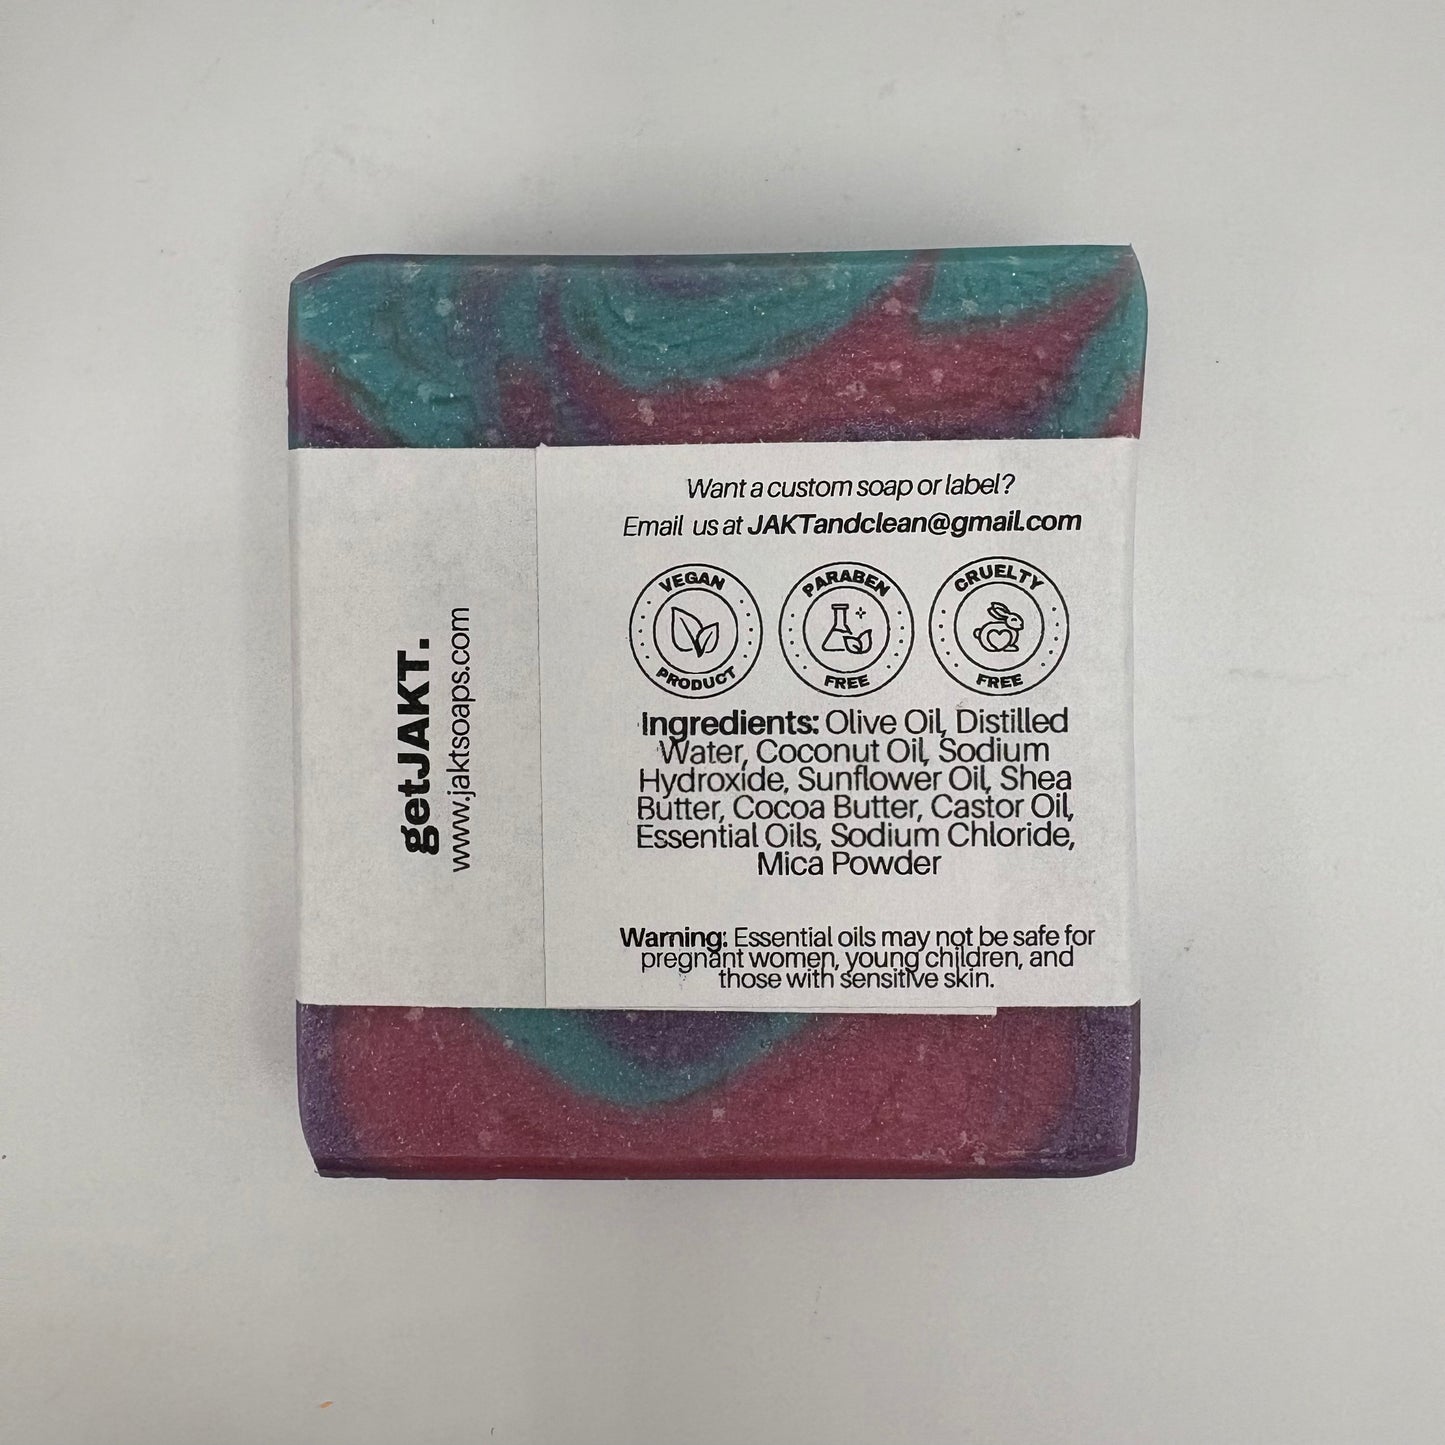 getJAKT.
www.jaktsoaps.com
Want a custom soap or label?
Email us at JAKTandclean@gmail.com
VEGAN
PRODUCT
PARABEN
FREE
CRUELTY
FREE
Ingredients: Olive Oil, Distilled
Water, Coconut Oil, Sodium
Hydroxide, Sunflower Oil, Shea
Butter, Cocoa Butter, Castor Oil,
Essential Oils, Sodium Chloride,
Mica Powder
Warning: Essential oils may not be safe for
pregnant women, young children, and
those with sensitive skin.